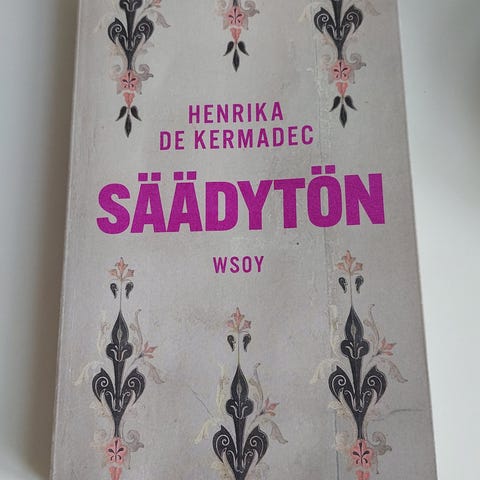 HENRIKA
DE KERMADEC
SÄÄDYTÖN
WSOY